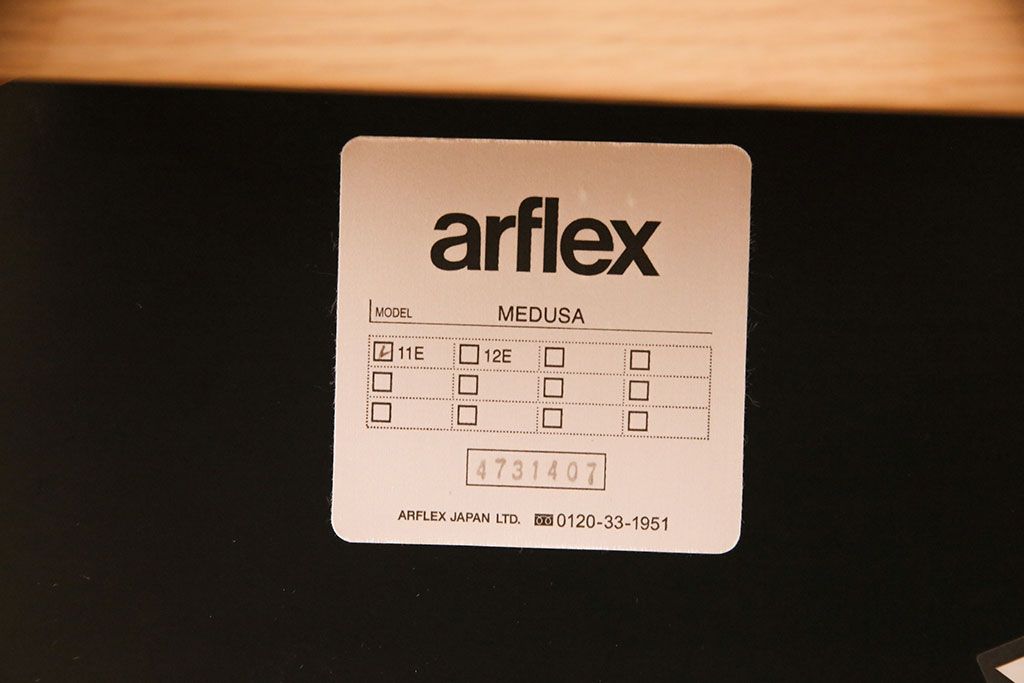 arflex
MODEL MEDUSA
11E 12E
4731407
ARFLEX JAPAN LTD. 0120-33-1951